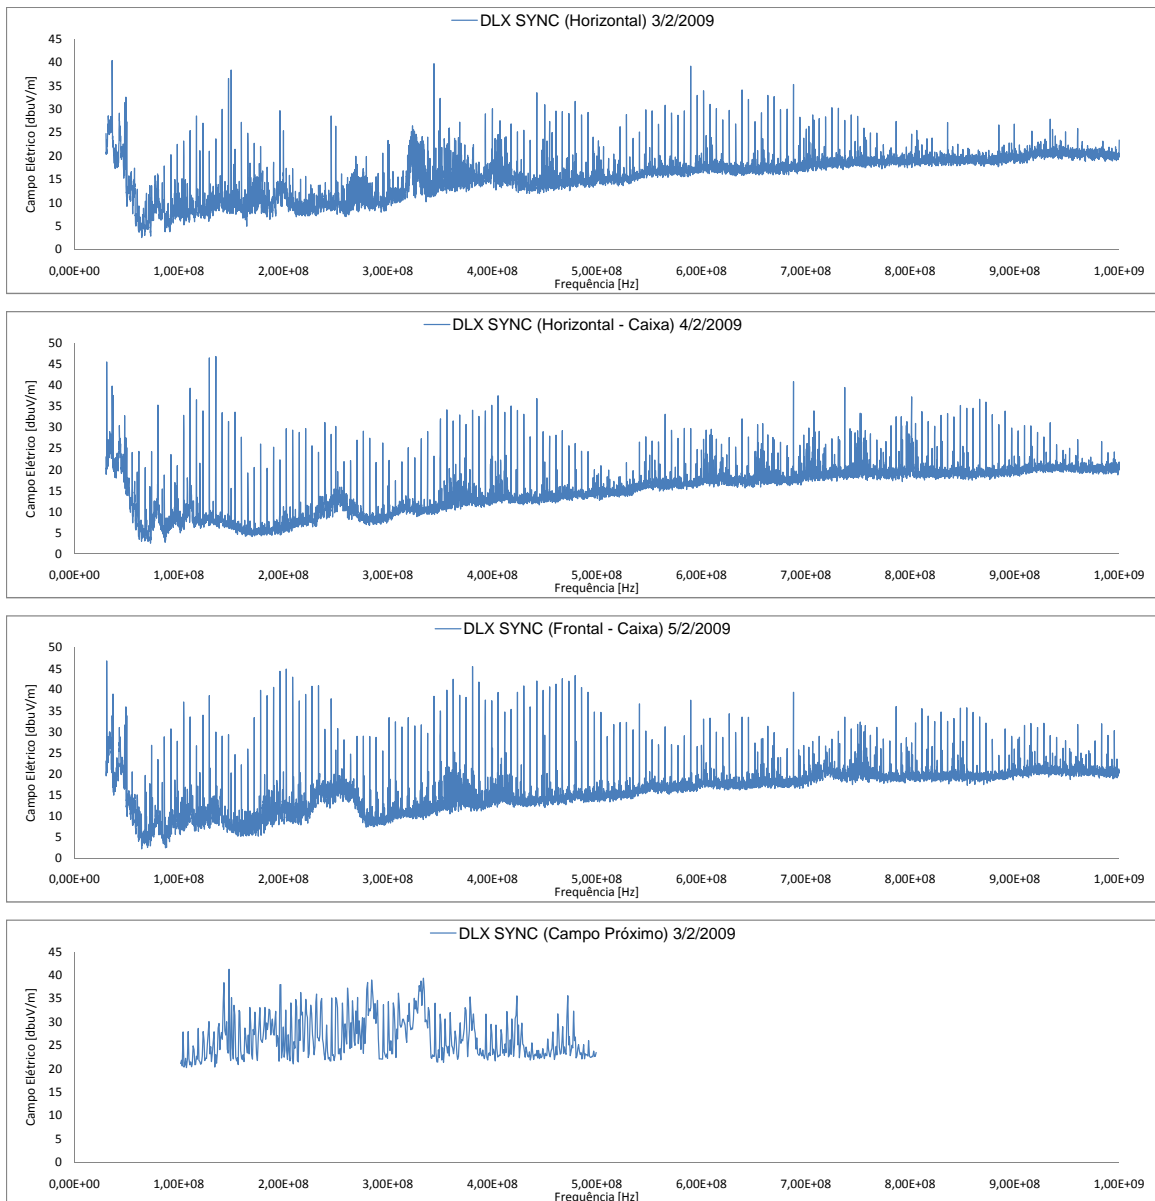 DLX SYNC (Horizontal) 3/2/2009
45
40
35
30
25
20
15
10
5
0
Campo Elétrico [dbuV/m]
0,00E+00 1,00E+08 2,00E+08 3,00E+08 4,00E+08 5,00E+08 6,00E+08 7,00E+08 8,00E+08 9,00E+08 1,00E+09
Frequência [Hz]
DLX SYNC (Horizontal - Caixa) 4/2/2009
50
45
40
35
30
25
20
15
10
5
0
Campo Elétrico [dbuV/m]
0,00E+00 1,00E+08 2,00E+08 3,00E+08 4,00E+08 5,00E+08 6,00E+08 7,00E+08 8,00E+08 9,00E+08 1,00E+09
Frequência [Hz]
DLX SYNC (Frontal - Caixa) 5/2/2009
50
45
40
35
30
25
20
15
10
5
0
Campo Elétrico [dbuV/m]
0,00E+00 1,00E+08 2,00E+08 3,00E+08 4,00E+08 5,00E+08 6,00E+08 7,00E+08 8,00E+08 9,00E+08 1,00E+09
Frequência [Hz]
DLX SYNC (Campo Próximo) 3/2/2009
45
40
35
30
25
20
15
10
5
0
Campo Elétrico [dbuV/m]
0,00E+00 1,00E+08 2,00E+08 3,00E+08 4,00E+08 5,00E+08 6,00E+08 7,00E+08 8,00E+08 9,00E+08 1,00E+09
Frequência [Hz]